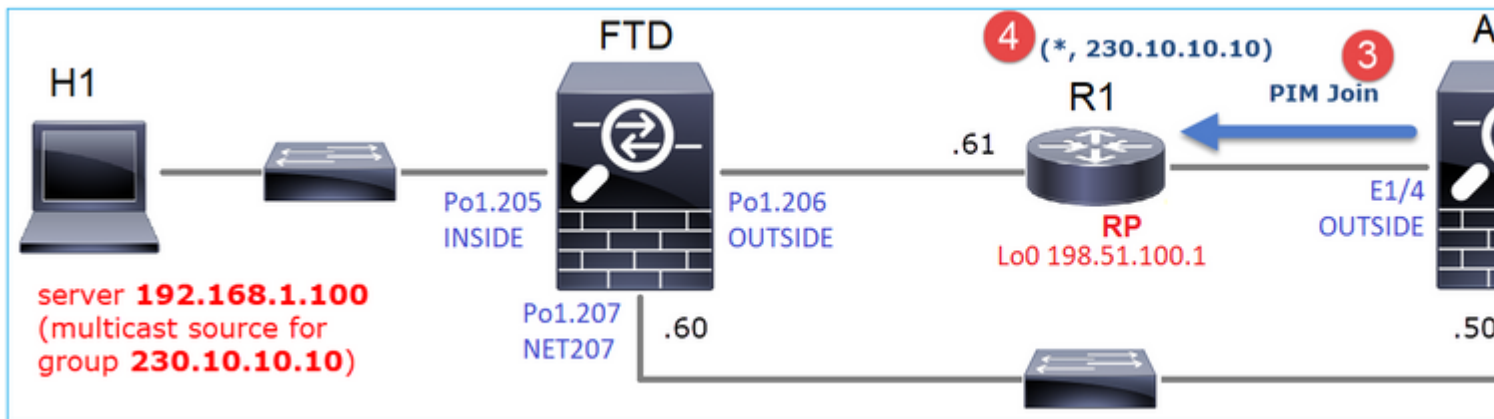 FTD
4
(*, 230.10.10.10)
3
A
H1
R1
PIM Join
.61
Po1.205
INSIDE
Po1.206
OUTSIDE
E1/4
OUTSIDE
RP
Lo0 198.51.100.1
server 192.168.1.100
(multicast source for
group 230.10.10.10)
Po1.207
NET207
.60
.50